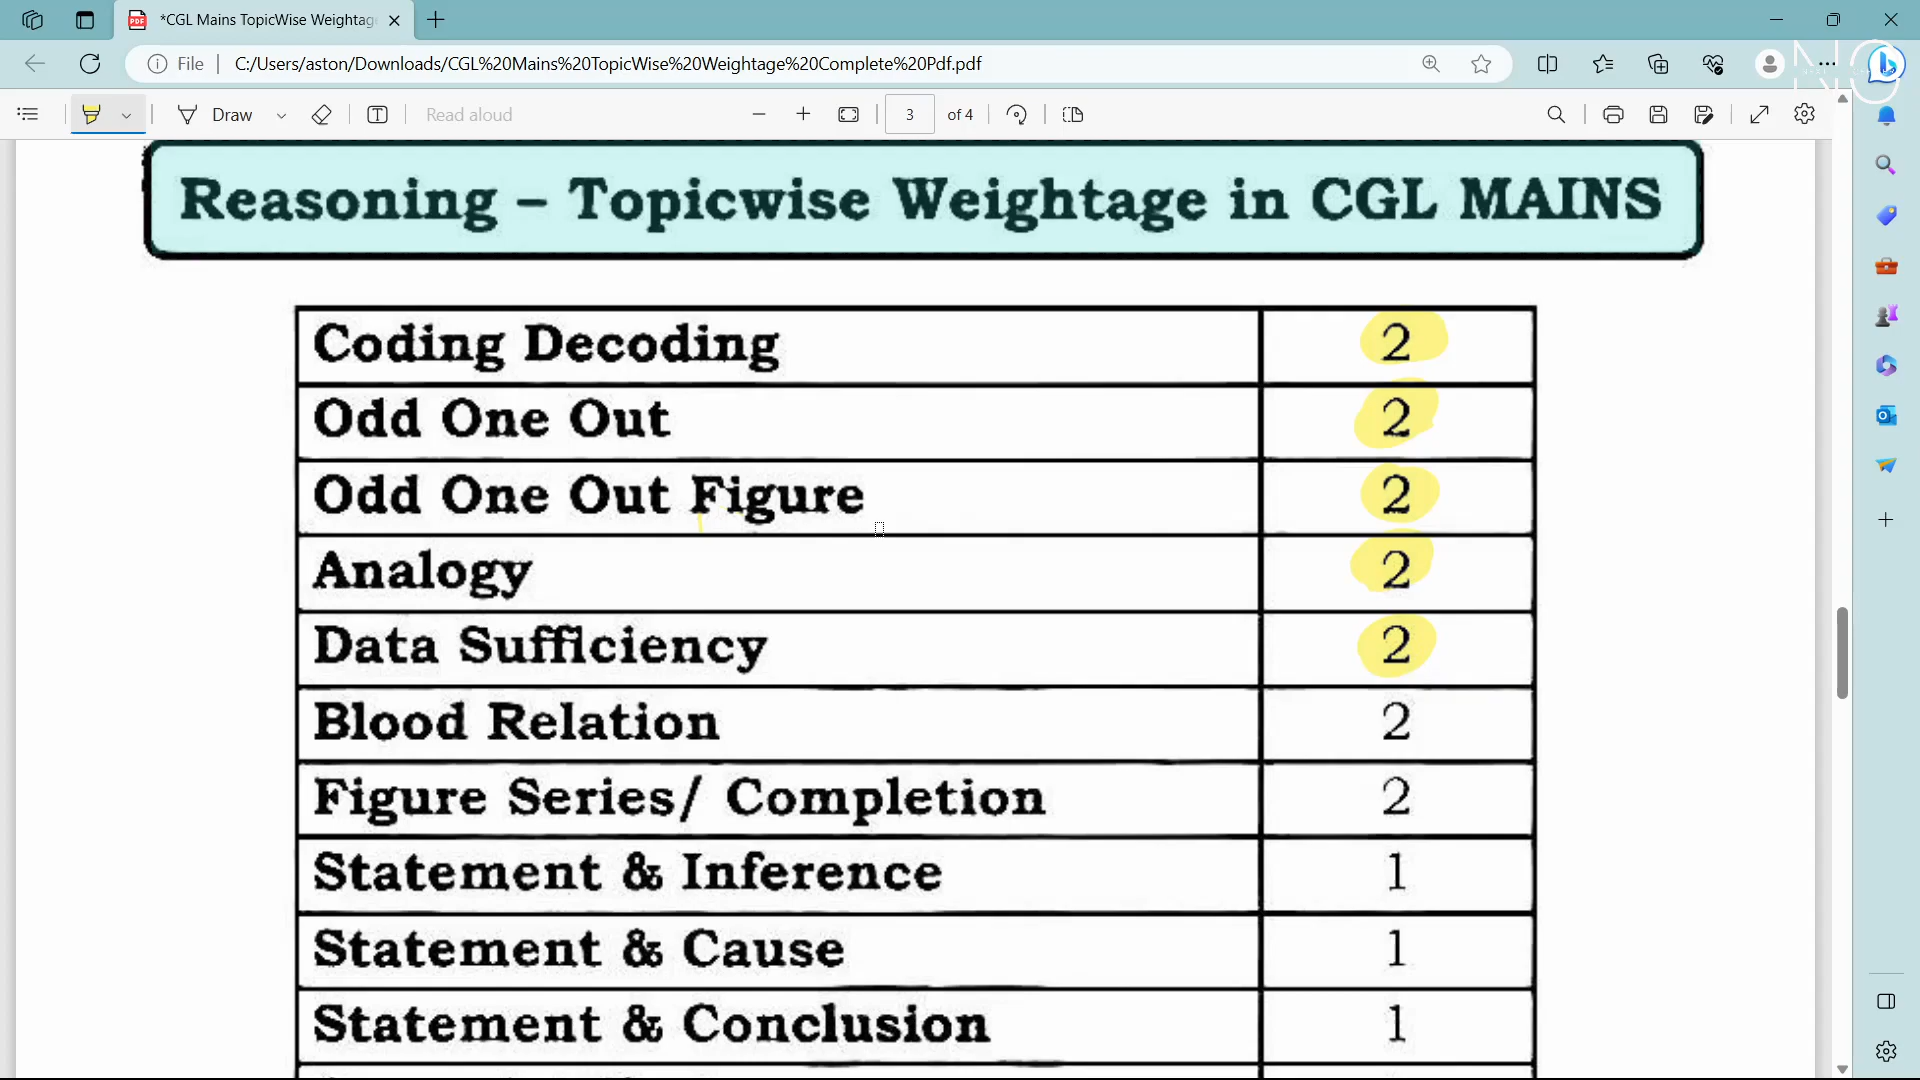 *CGL Mains TopicWise Weightag
File
C:/Users/aston/Downloads/CGL%20Mains%20TopicWise%20Weightage%20Complete%20Pdf.pdf
Draw
Read aloud
3 of 4
Reasoning – Topicwise Weightage in CGL MAINS
Coding Decoding 2
Odd One Out 2
Odd One Out Figure 2
Analogy 2
Data Sufficiency 2
Blood Relation 2
Figure Series/ Completion 2
Statement & Inference 1
Statement & Cause 1
Statement & Conclusion 1